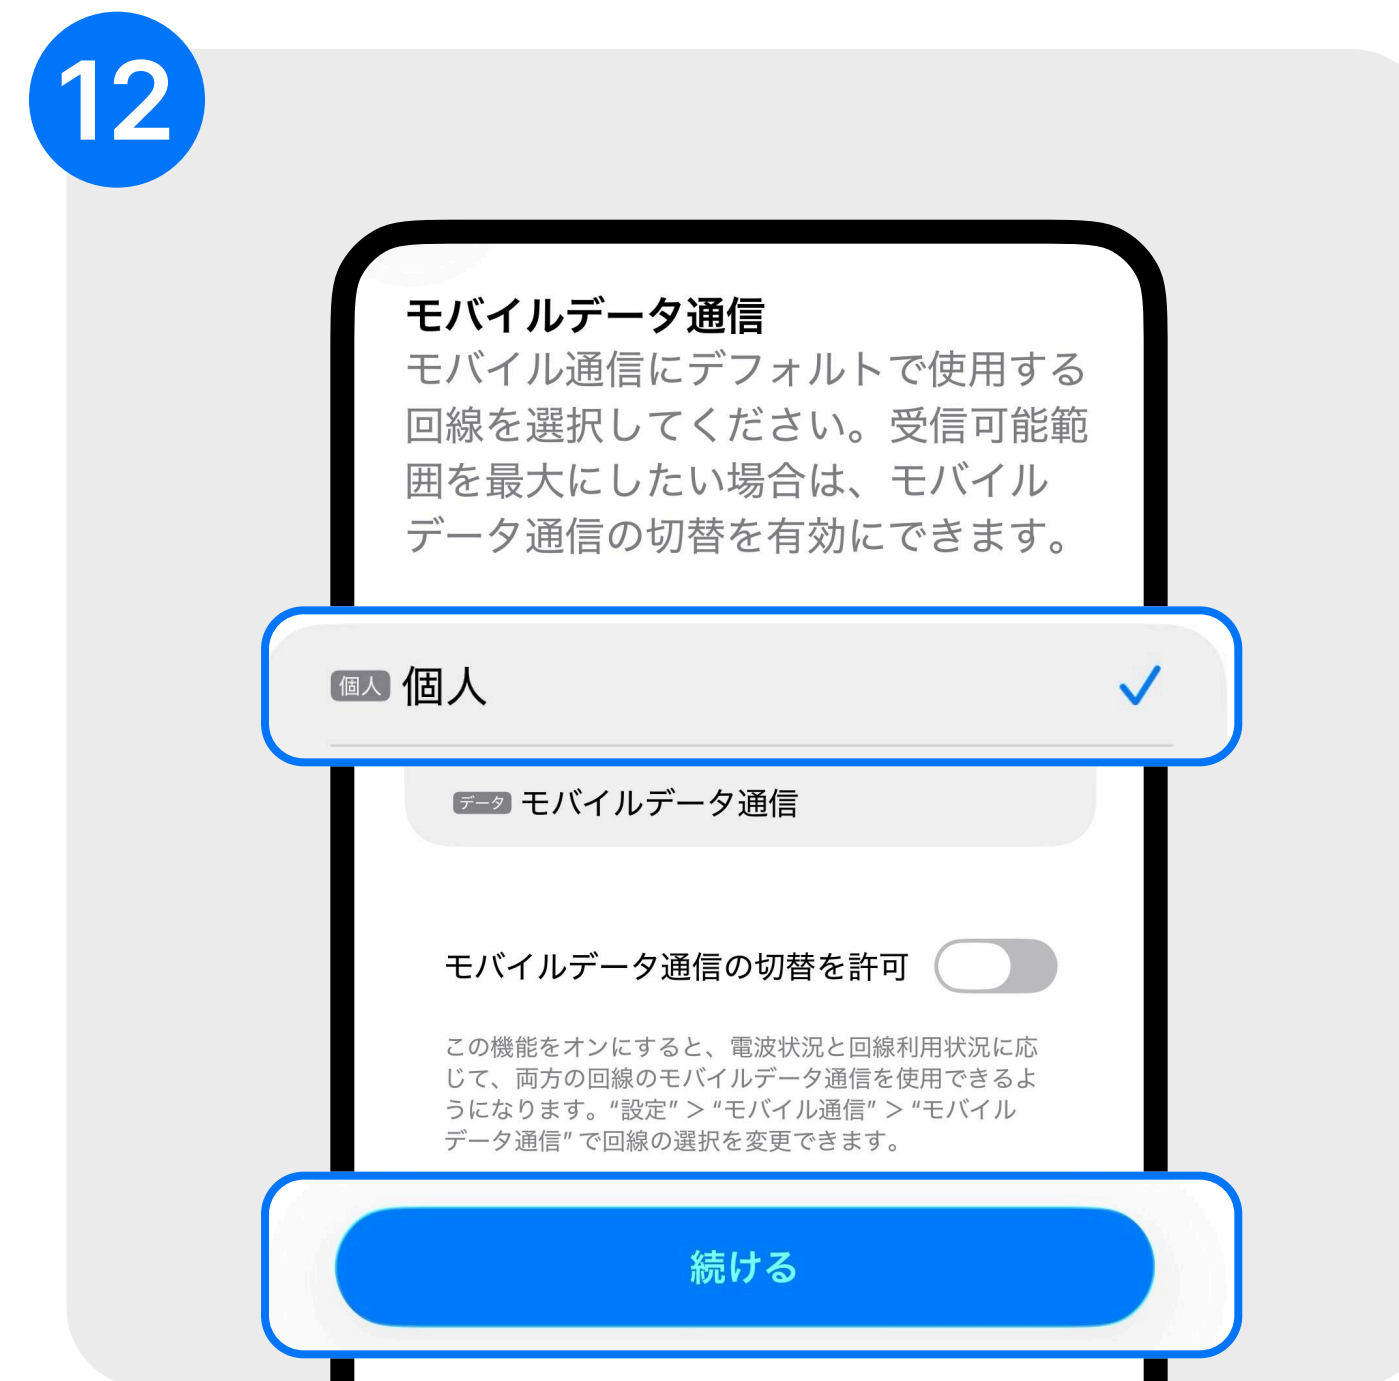 12
モバイルデータ通信
モバイル通信にデフォルトで使用する
回線を選択してください。受信可能範
囲を最大にしたい場合は、モバイル
データ通信の切替を有効にできます。
個人 個人
データ モバイルデータ通信
モバイルデータ通信の切替を許可
この機能をオンにすると、電波状況と回線利用状況に応
じて、両方の回線のモバイルデータ通信を使用できるよ
うになります。“設定” > “モバイル通信” > “モバイル
データ通信” で回線の選択を変更できます。
続ける